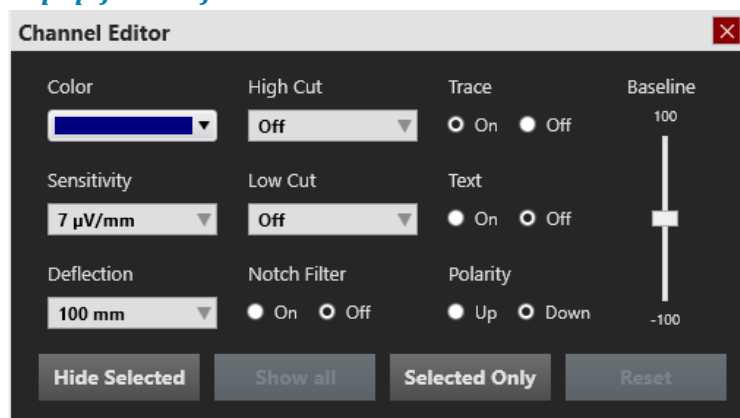 Channel Editor
Color
High Cut
Trace
Baseline
Off
On
Off
100
Sensitivity
Low Cut
Text
7 µV/mm
Off
On
Off
Deflection
Notch Filter
Polarity
100 mm
On
Off
Up
Down
-100
Hide Selected
Show all
Selected Only
Reset